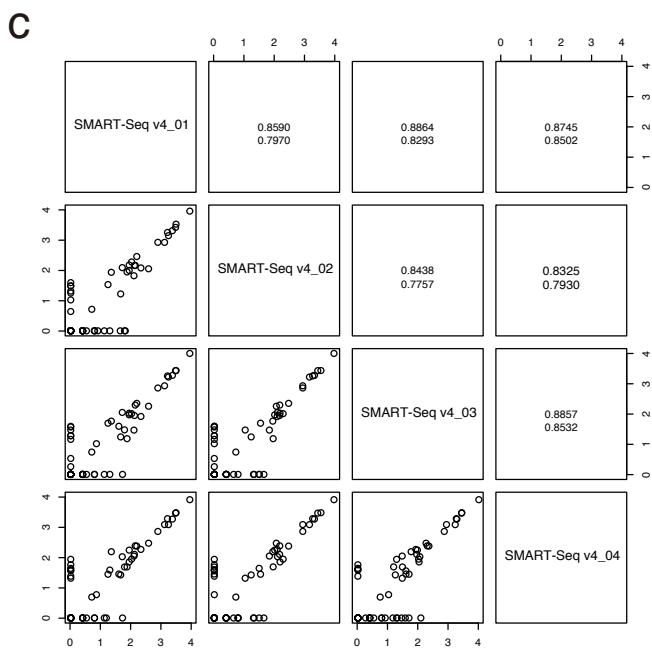 C
0 1 2 3 4
0 1 2 3 4
SMART-Seq v4_01
0.8590
0.7970
0.8864
0.8293
0.8745
0.8502
0 1 2 3 4
0 1 2 3 4
SMART-Seq v4_02
0.8438
0.7757
0.8325
0.7930
0 1 2 3 4
SMART-Seq v4_03
0.8857
0.8532
0 1 2 3 4
SMART-Seq v4_04
0 1 2 3 4
0 1 2 3 4